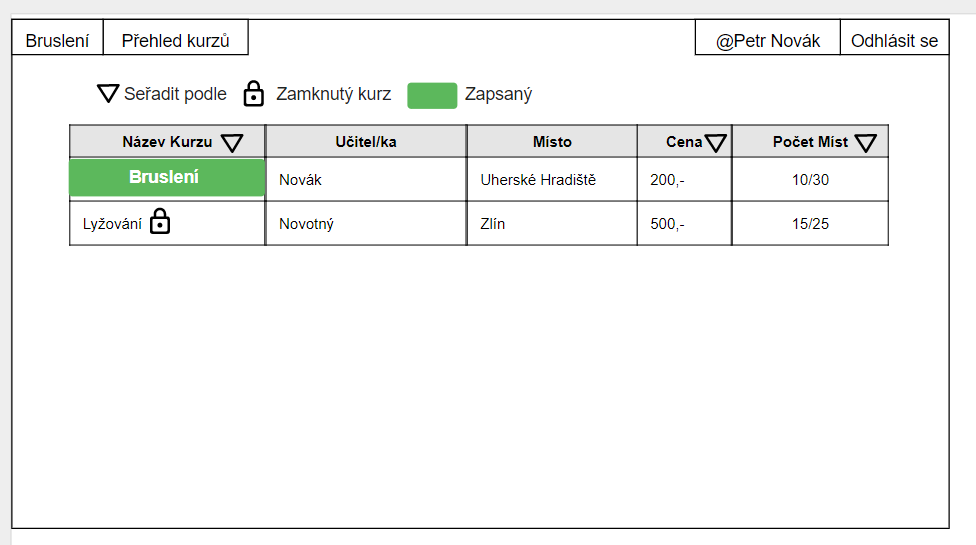 Bruslení Přehled kurzů @Petr Novák Odhlásit se
Seřadit podle Zamknutý kurz Zapsaný
Název Kurzu Učitel/ka Místo Cena Počet Míst
Bruslení Novák Uherské Hradiště 200,- 10/30
Lyžování Novotný Zlín 500,- 15/25